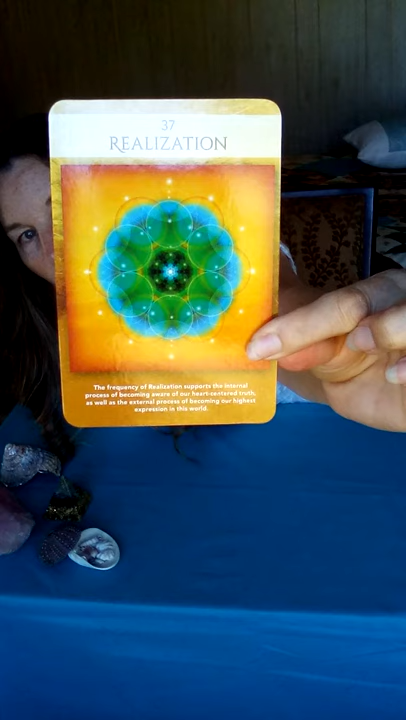 37
REALIZATION
The frequency of Realization supports the internal
process of becoming aware of our heart-centered truth,
as well as the external process of becoming our highest
expression in this world.